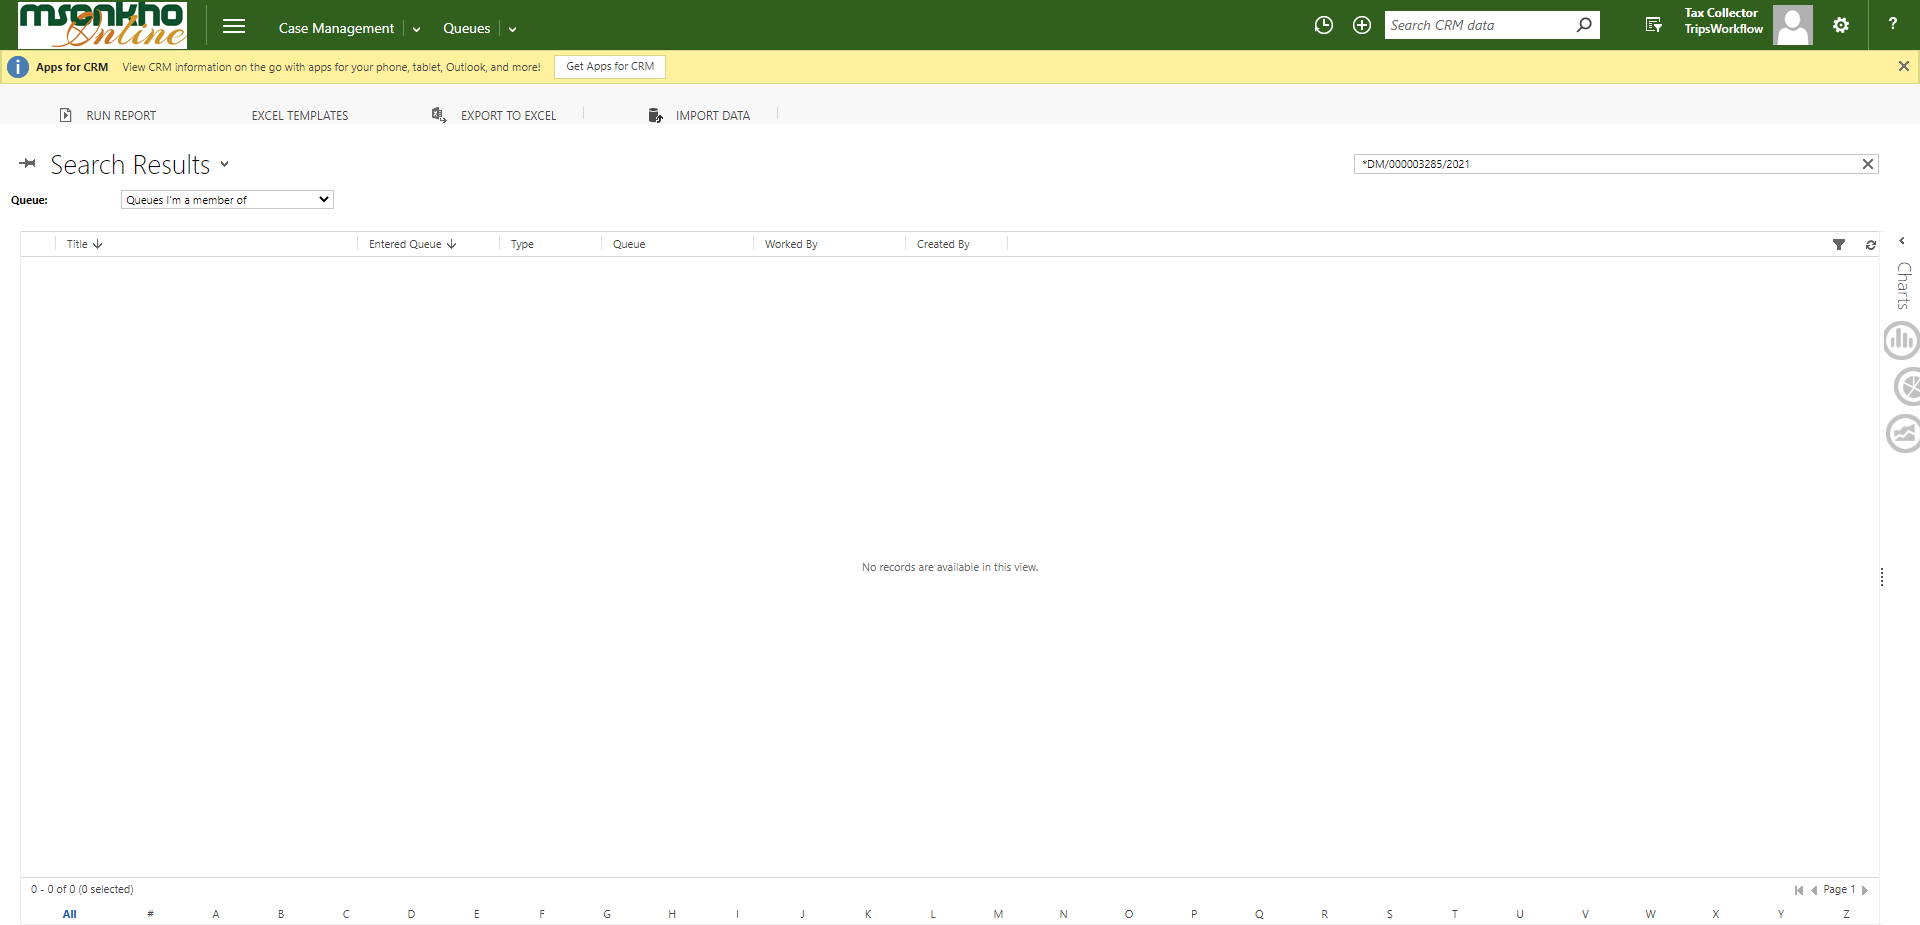 msonkho
Online
Case Management
Queues
Search CRM data
Tax Collector
TripsWorkflow
?
Apps for CRM View CRM information on the go with apps for your phone, tablet, Outlook, and more! Get Apps for CRM
RUN REPORT EXCEL TEMPLATES EXPORT TO EXCEL IMPORT DATA
Search Results
*DM/000003285/2021
Queue: Queues I'm a member of
Title Entered Queue Type Queue Worked By Created By
Charts
No records are available in this view.
0 - 0 of 0 (0 selected)
Page 1
All # A B C D E F G H I J K L M N O P Q R S T U V W X Y Z